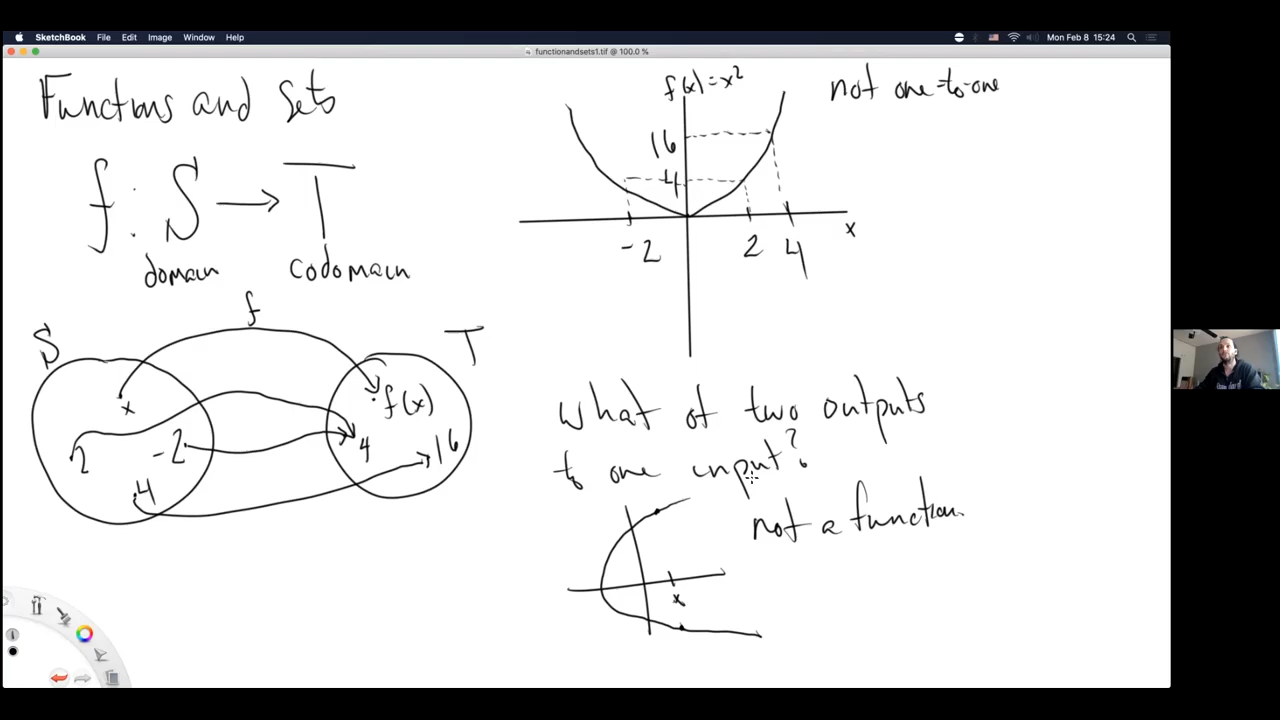 SketchBook File Edit Image Window Help
Mon Feb 8 15:24
functionandsets1.tif @ 100.0 %
Functions and Sets
f: S → T
domain codomain
f
S T
x f(x)
2 -2 4 16
4
f(x)=x²
not one-to-one
16
4
-2 2 4 x
What of two outputs
to one input?
not a function.
x